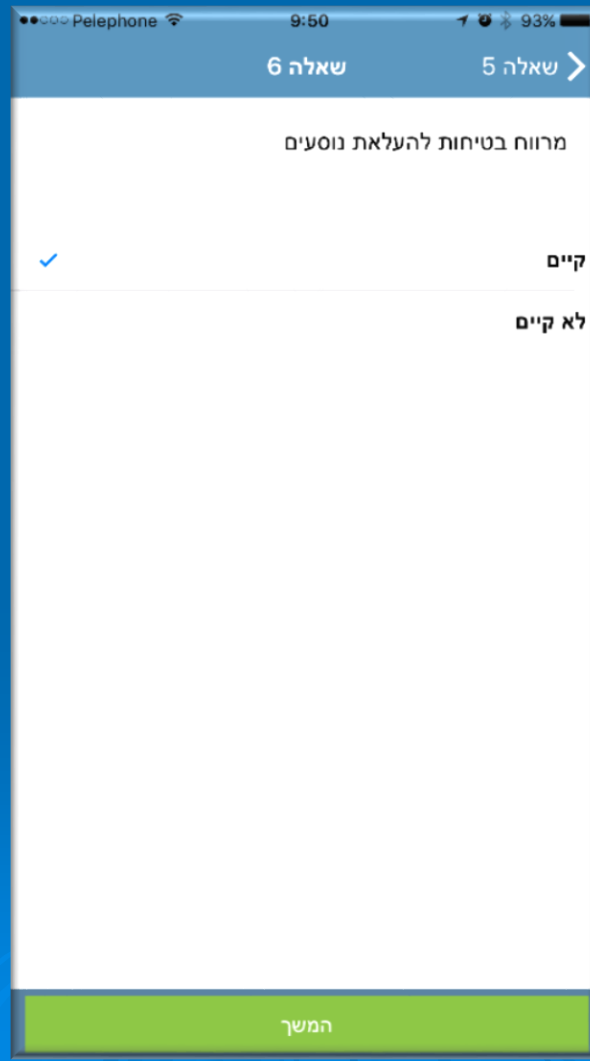 Pelephone 9:50 93%
שאלה 5 שאלה 6
מרווח בטיחות להעלאת נוסעים
קיים
לא קיים
המשך